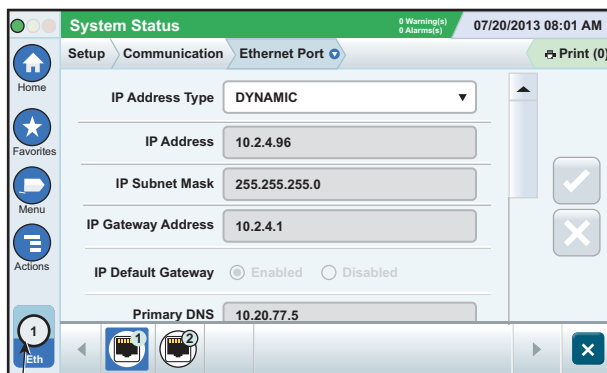 System Status
0 Warning(s)
0 Alarms(s)
07/20/2013 08:01 AM
Setup Communication Ethernet Port
Print (0)
Home
Favorites
Menu
Actions
IP Address Type DYNAMIC
IP Address 10.2.4.96
IP Subnet Mask 255.255.255.0
IP Gateway Address 10.2.4.1
IP Default Gateway Enabled Disabled
Primary DNS 10.20.77.5
1
Eth
1
2